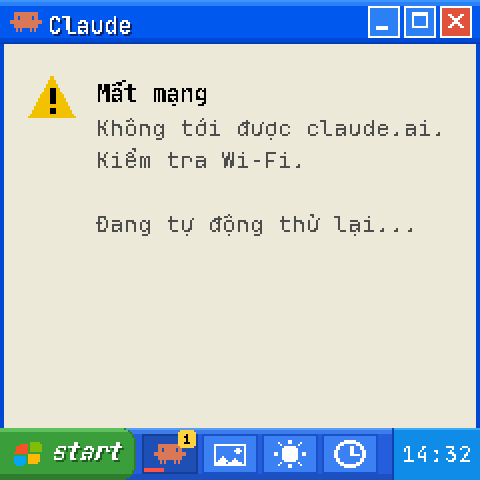 Claude
Mất mạng
Không tới được claude.ai.
Kiểm tra Wi-Fi.
Đang tự động thử lại...
start
1
14:32